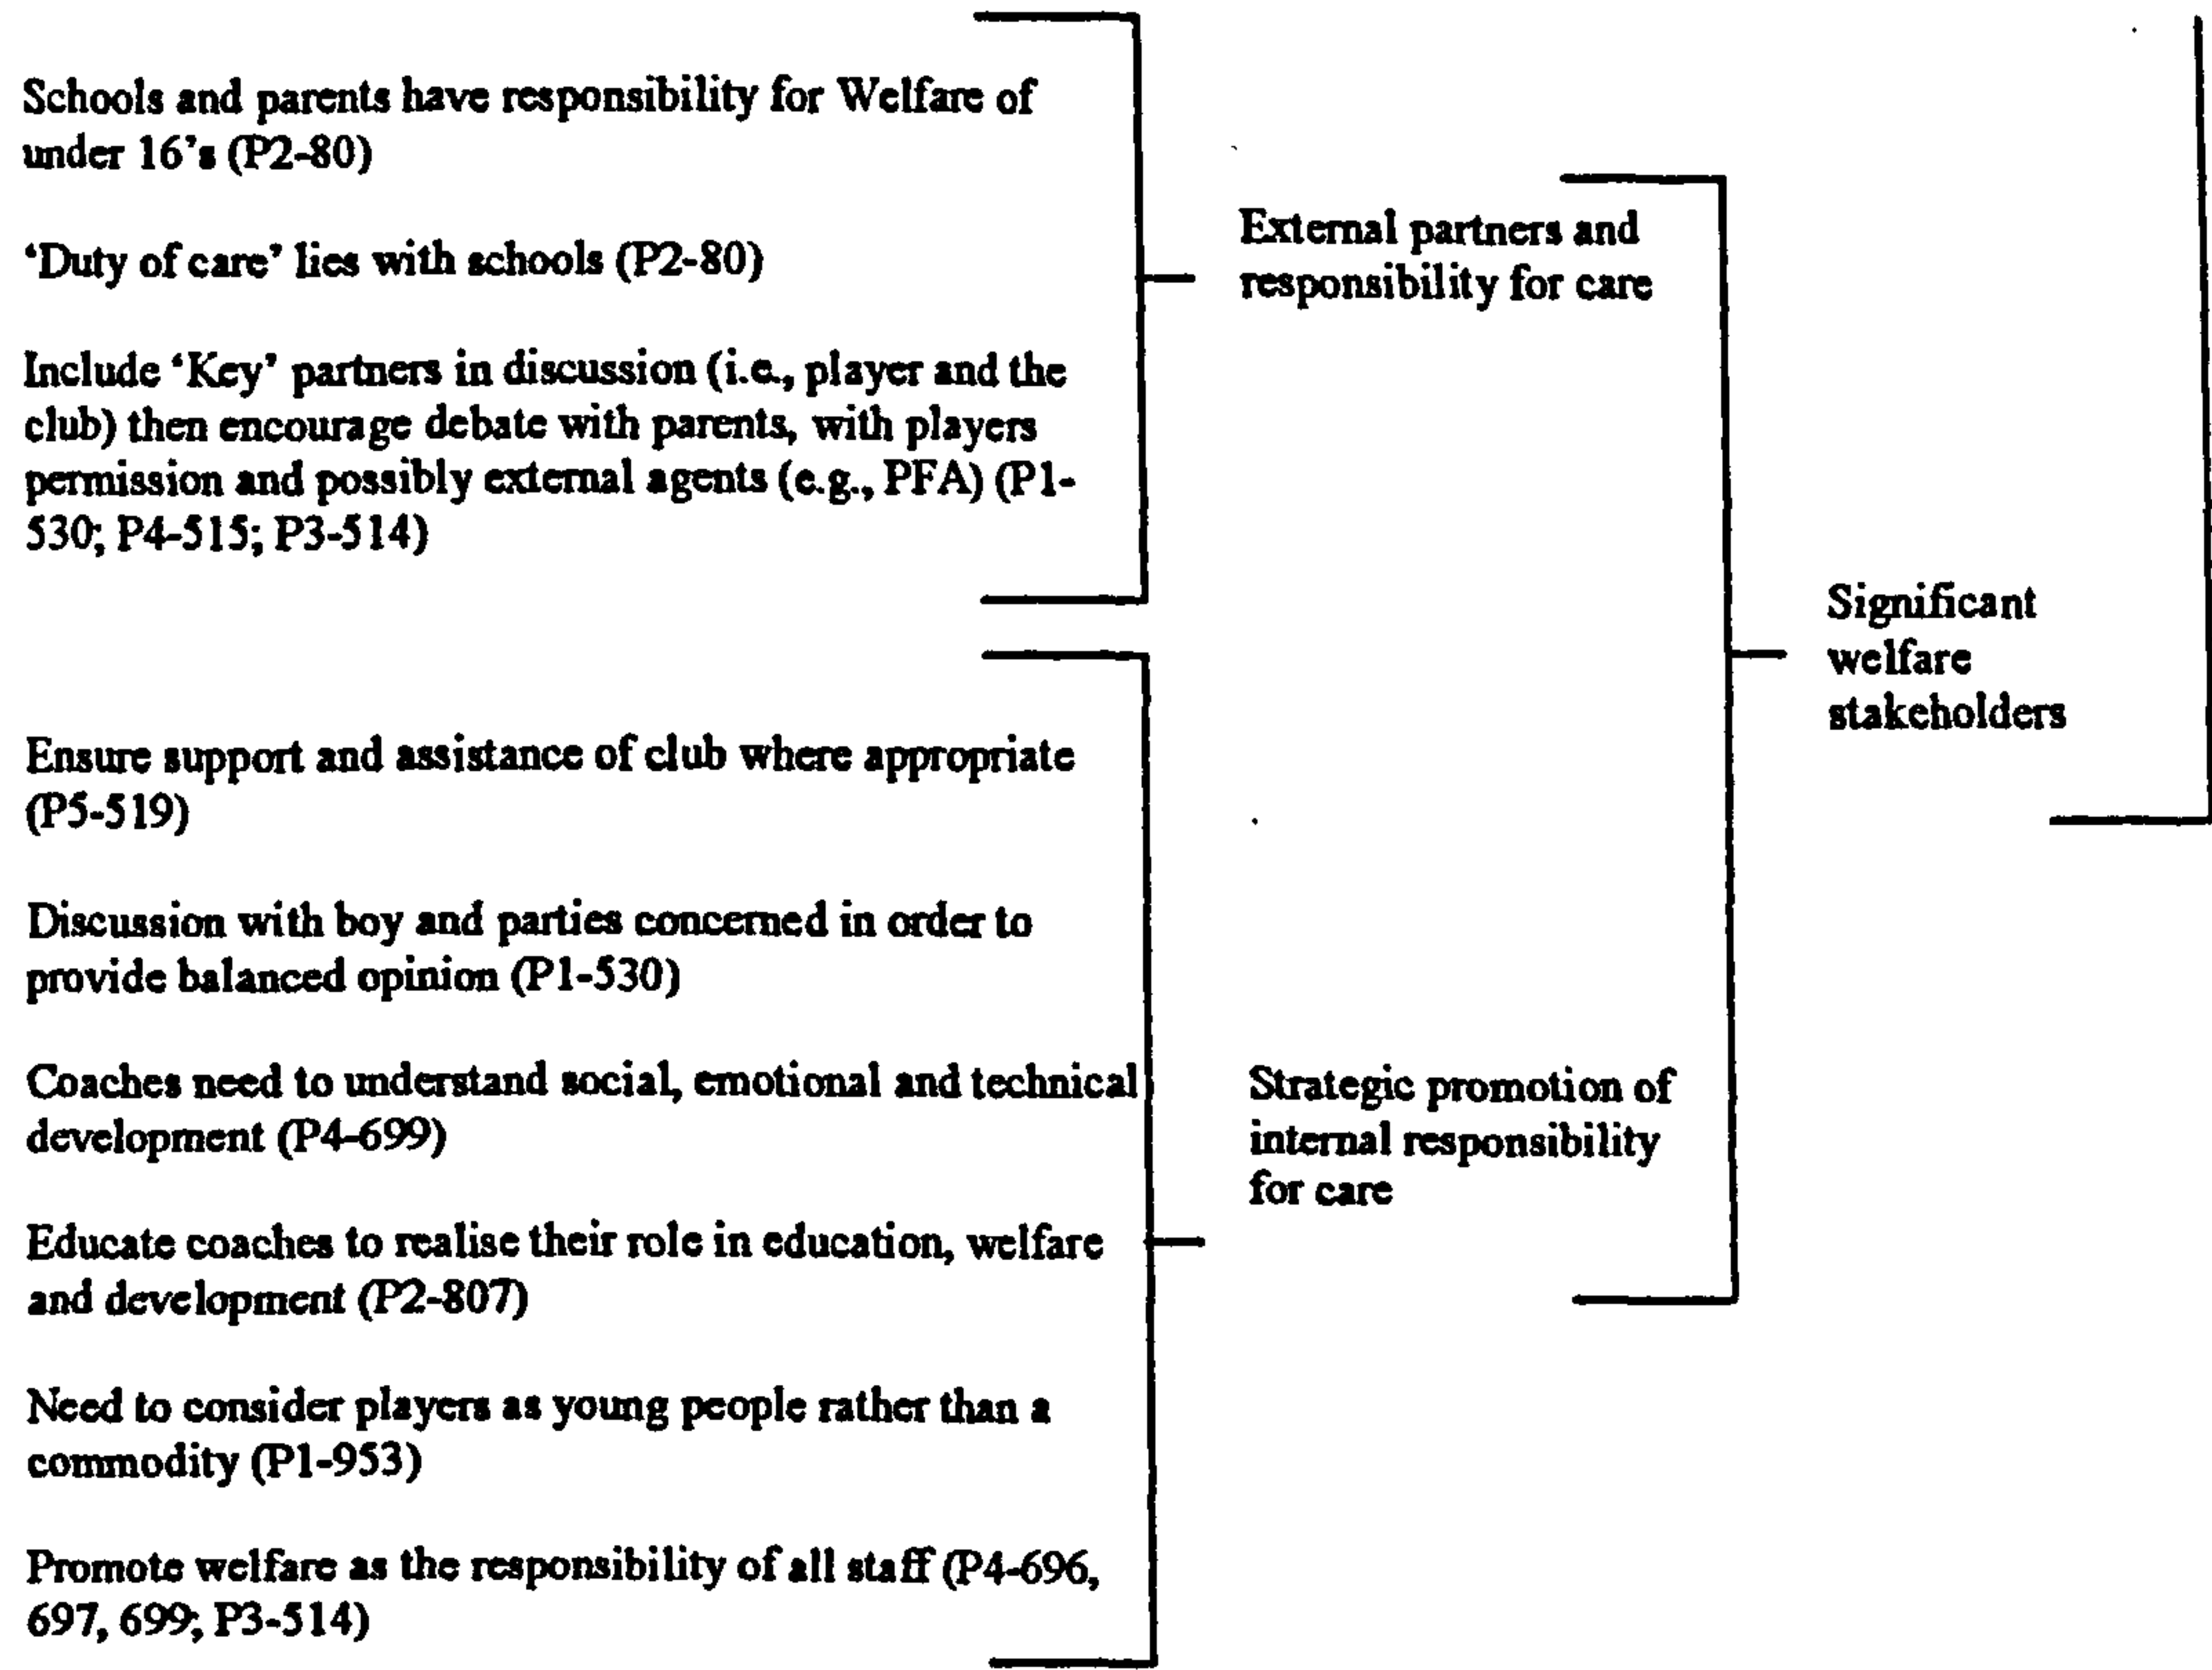 Schools and parents have responsibility for Welfare of
under 16's (P2-80)
‘Duty of care’ lies with schools (P2-80)
Include ‘Key’ partners in discussion (i.e., player and the
club) then encourage debate with parents, with players
permission and possibly external agents (e.g., PFA) (P1-
530; P4-515; P3-514)
External partners and
responsibility for care
Significant
welfare
stakeholders
Ensure support and assistance of club where appropriate
(P5-519)
Discussion with boy and parties concerned in order to
provide balanced opinion (P1-530)
Coaches need to understand social, emotional and technical
development (P4-699)
Educate coaches to realise their role in education, welfare
and development (P2-807)
Need to consider players as young people rather than a
commodity (P1-953)
Promote welfare as the responsibility of all staff (P4-696,
697, 699; P3-514)
Strategic promotion of
internal responsibility
for care